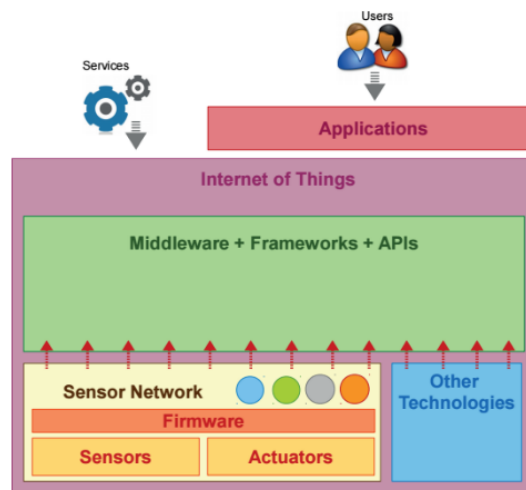 Users
Services
Applications
Internet of Things
Middleware + Frameworks + APIs
Sensor Network
Other
Technologies
Firmware
Sensors
Actuators